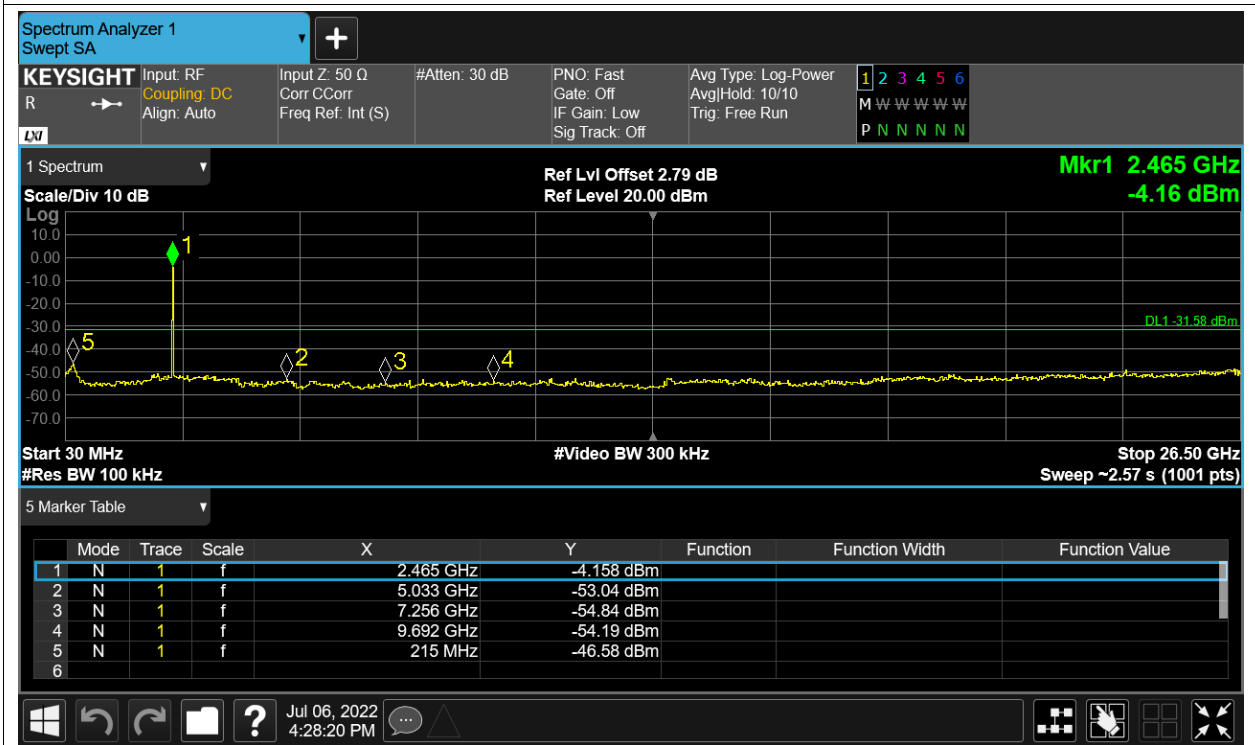 Spectrum Analyzer 1
Swept SA
+
KEYSIGHT Input: RF Input Z: 50 Ω #Atten: 30 dB PNO: Fast Avg Type: Log-Power 1 2 3 4 5 6
R Coupling: DC Corr CCorr Gate: Off Avg|Hold: 10/10 M W W W W W
Align: Auto Freq Ref: Int (S) IF Gain: Low Trig: Free Run
LXI Sig Track: Off P N N N N N
1 Spectrum Ref Lvl Offset 2.79 dB Mkr1 2.465 GHz
Scale/Div 10 dB Ref Level 20.00 dBm -4.16 dBm
Log
10.0
0.00
-10.0
-20.0
-30.0
-40.0
-50.0
-60.0
-70.0
1
5
2
3
4
DL1 -31.58 dBm
Start 30 MHz #Video BW 300 kHz Stop 26.50 GHz
#Res BW 100 kHz Sweep ~2.57 s (1001 pts)
5 Marker Table
Mode Trace Scale X Y Function Function Width Function Value
1 N 1 f 2.465 GHz -4.158 dBm
2 N 1 f 5.033 GHz -53.04 dBm
3 N 1 f 7.256 GHz -54.84 dBm
4 N 1 f 9.692 GHz -54.19 dBm
5 N 1 f 215 MHz -46.58 dBm
6
? Jul 06, 2022
4:28:20 PM